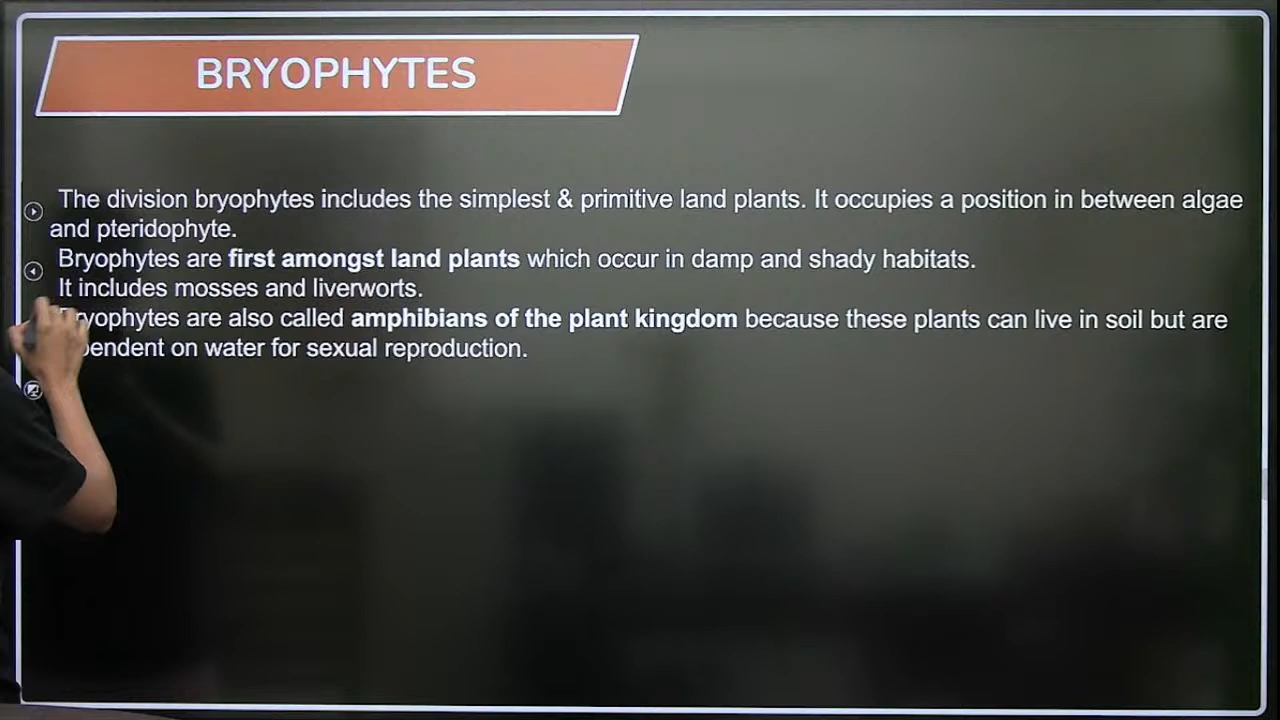 BRYOPHYTES
The division bryophytes includes the simplest & primitive land plants. It occupies a position in between algae
and pteridophyte.
Bryophytes are first amongst land plants which occur in damp and shady habitats.
It includes mosses and liverworts.
Bryophytes are also called amphibians of the plant kingdom because these plants can live in soil but are
pendent on water for sexual reproduction.